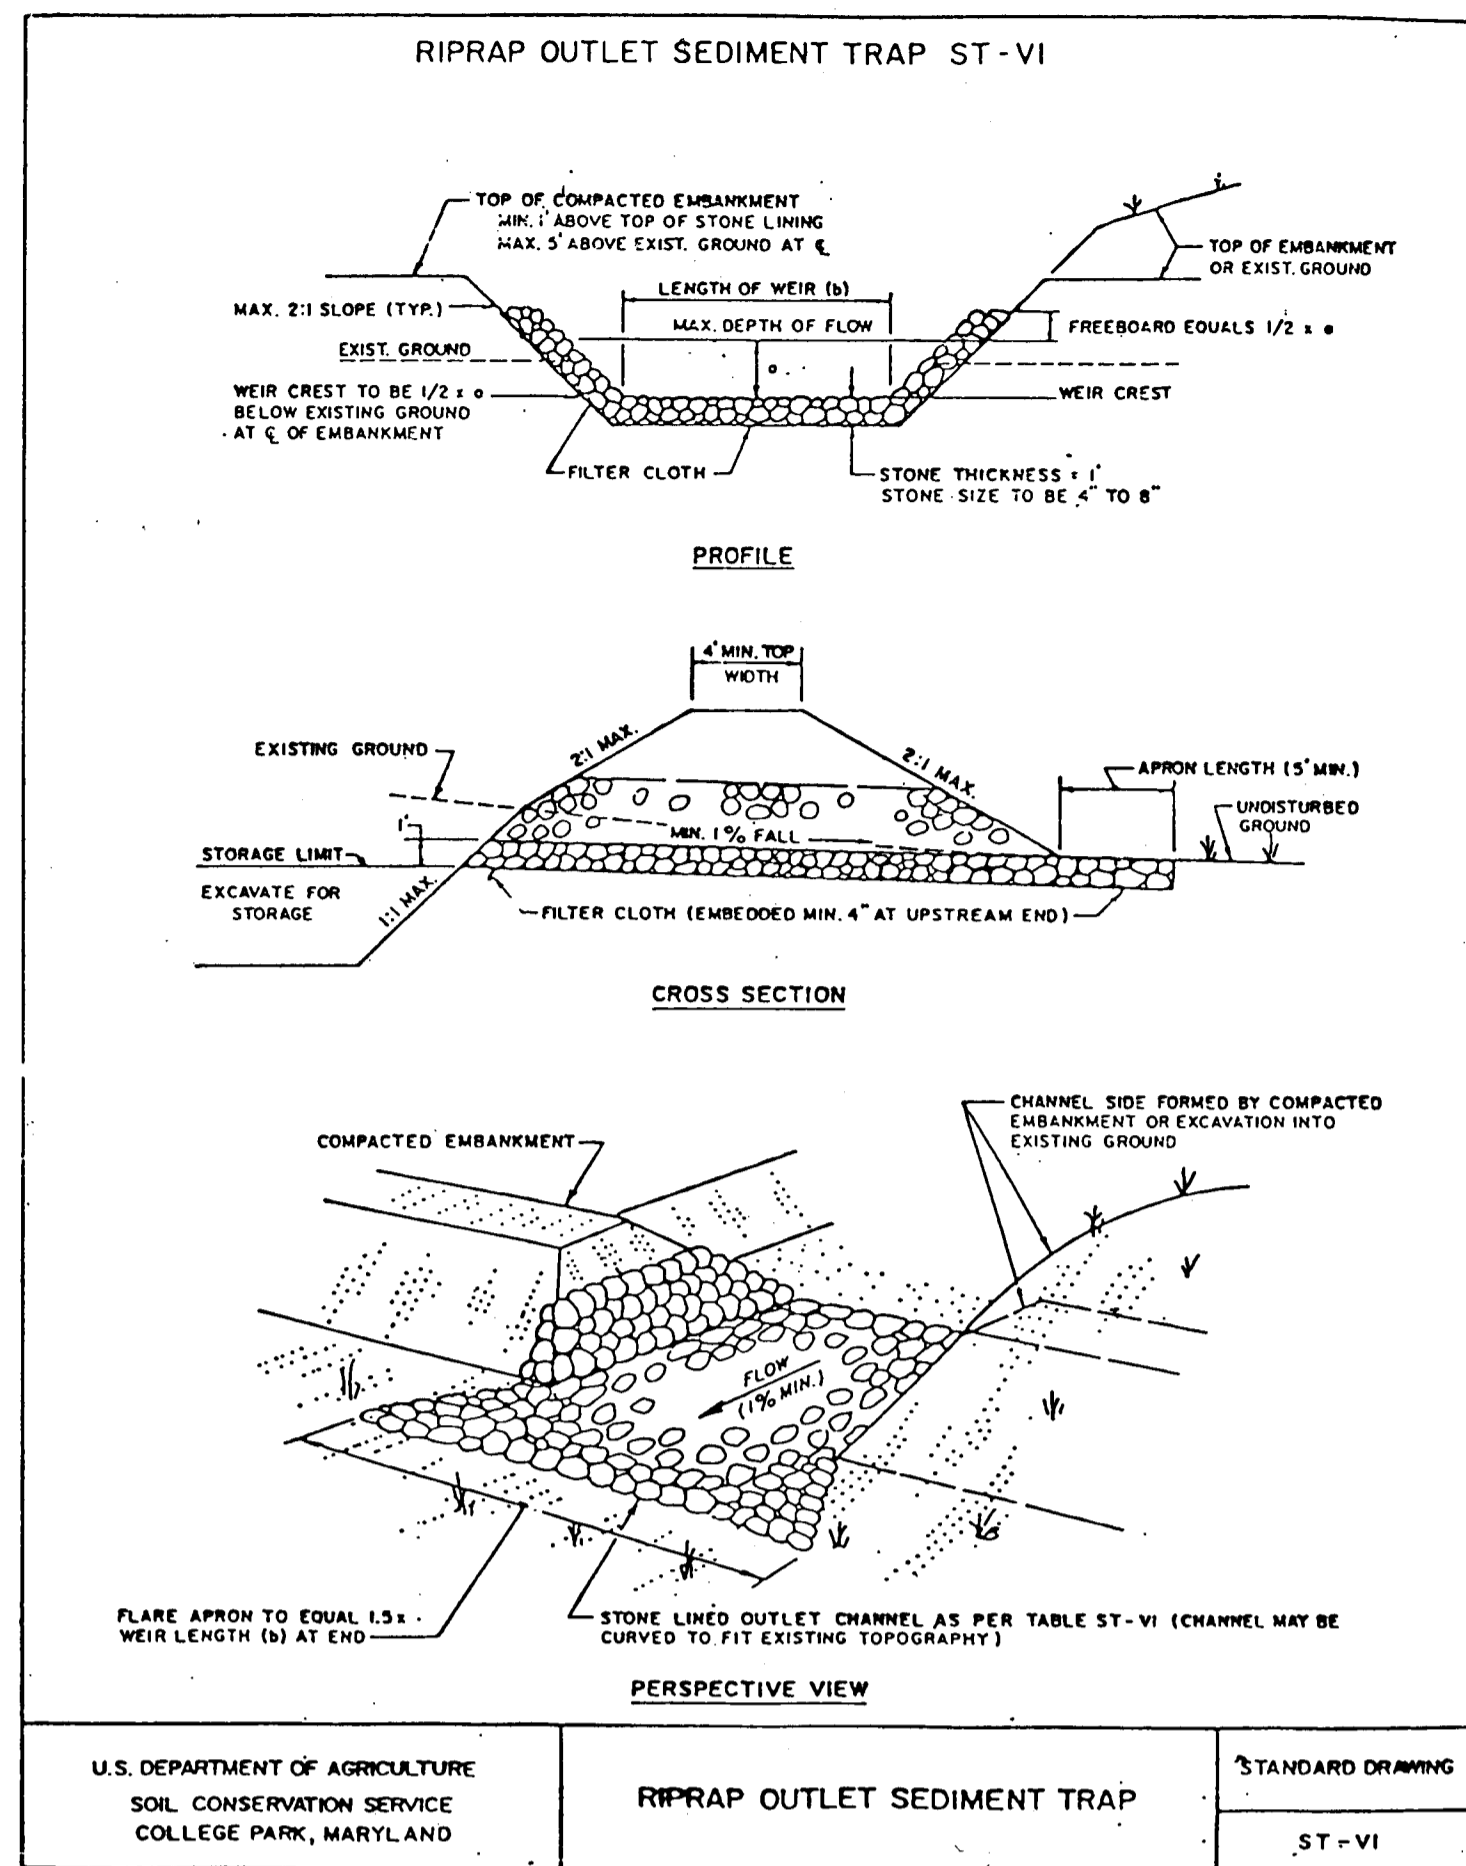 RIPRAP OUTLET SEDIMENT TRAP ST-VI
TOP OF COMPACTED EMBANKMENT
MIN. 1' ABOVE TOP OF STONE LINING
MAX. 5' ABOVE EXIST. GROUND AT ℄
TOP OF EMBANKMENT
OR EXIST. GROUND
LENGTH OF WEIR (b)
MAX. 2:1 SLOPE (TYP.)
MAX. DEPTH OF FLOW
FREEBOARD EQUALS 1/2 x a
EXIST. GROUND
a
WEIR CREST TO BE 1/2 x a
BELOW EXISTING GROUND
AT ℄ OF EMBANKMENT
WEIR CREST
FILTER CLOTH
STONE THICKNESS = 1'
STONE SIZE TO BE 4" TO 8"
PROFILE
4' MIN. TOP
WIDTH
EXISTING GROUND
2:1 MAX.
2:1 MAX.
APRON LENGTH (5' MIN.)
UNDISTURBED
GROUND
1'
MIN. 1% FALL
STORAGE LIMIT
EXCAVATE FOR
STORAGE
1:1 MAX.
FILTER CLOTH (EMBEDDED MIN. 4" AT UPSTREAM END)
CROSS SECTION
CHANNEL SIDE FORMED BY COMPACTED
EMBANKMENT OR EXCAVATION INTO
EXISTING GROUND
COMPACTED EMBANKMENT
FLOW
(1% MIN.)
FLARE APRON TO EQUAL 1.5 x
WEIR LENGTH (b) AT END
STONE LINED OUTLET CHANNEL AS PER TABLE ST-VI (CHANNEL MAY BE
CURVED TO FIT EXISTING TOPOGRAPHY)
PERSPECTIVE VIEW
U.S. DEPARTMENT OF AGRICULTURE
SOIL CONSERVATION SERVICE
COLLEGE PARK, MARYLAND
RIPRAP OUTLET SEDIMENT TRAP
STANDARD DRAWING
ST-VI